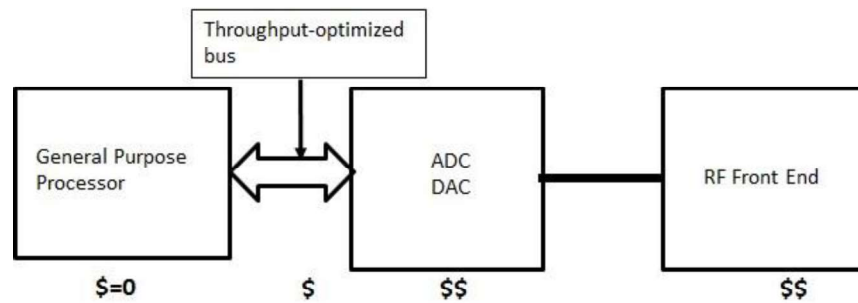 Throughput-optimized
bus
General Purpose
Processor
ADC
DAC
RF Front End
$=0
$
$$
$$